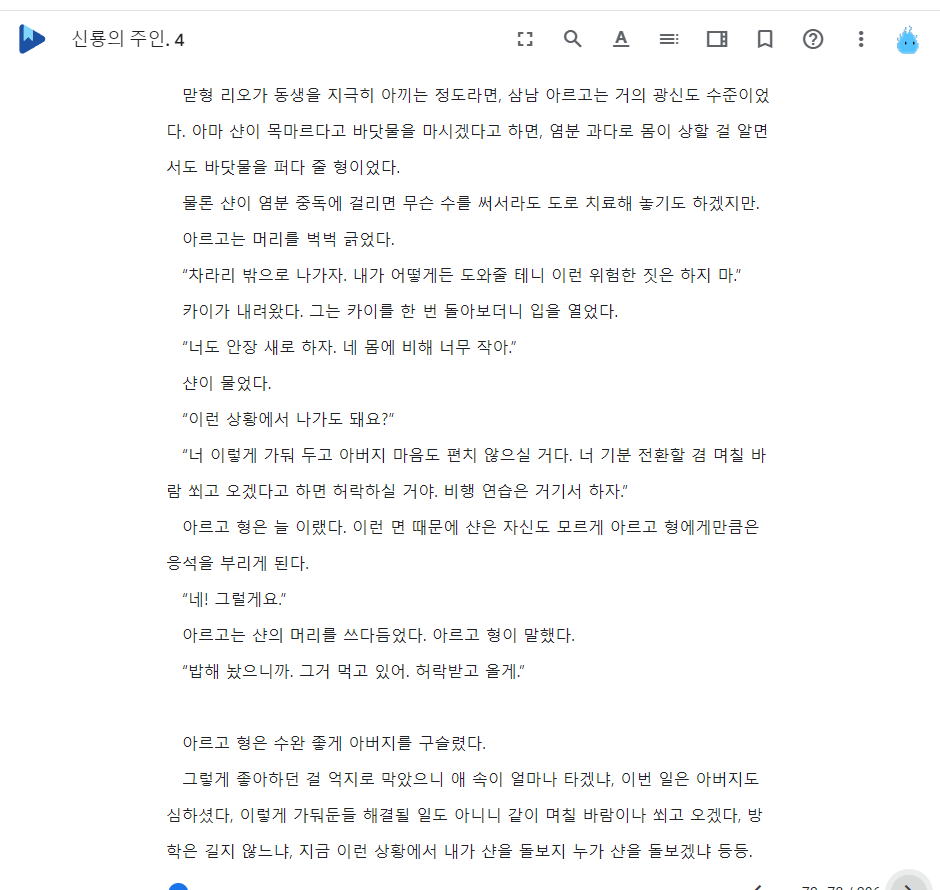 신룡의 주인. 4
맏형 리오가 동생을 지극히 아끼는 정도라면, 삼남 아르고는 거의 광신도 수준이었
다. 아마 샨이 목마르다고 바닷물을 마시겠다고 하면, 염분 과다로 몸이 상할 걸 알면
서도 바닷물을 퍼다 줄 형이었다.
물론 샨이 염분 중독에 걸리면 무슨 수를 써서라도 도로 치료해 놓기도 하겠지만.
아르고는 머리를 벅벅 긁었다.
“차라리 밖으로 나가자. 내가 어떻게든 도와줄 테니 이런 위험한 짓은 하지 마.”
카이가 내려왔다. 그는 카이를 한 번 돌아보더니 입을 열었다.
“너도 안장 새로 하자. 네 몸에 비해 너무 작아.”
샨이 물었다.
“이런 상황에서 나가도 돼요?”
“너 이렇게 가둬 두고 아버지 마음도 편치 않으실 거다. 너 기분 전환할 겸 며칠 바
람 쐬고 오겠다고 하면 허락하실 거야. 비행 연습은 거기서 하자.”
아르고 형은 늘 이랬다. 이런 면 때문에 샨은 자신도 모르게 아르고 형에게만큼은
응석을 부리게 된다.
“네! 그럴게요.”
아르고는 샨의 머리를 쓰다듬었다. 아르고 형이 말했다.
“밥해 놨으니까. 그거 먹고 있어. 허락받고 올게.”
아르고 형은 수완 좋게 아버지를 구슬렸다.
그렇게 좋아하던 걸 억지로 막았으니 애 속이 얼마나 타겠냐, 이번 일은 아버지도
심하셨다, 이렇게 가둬둔들 해결될 일도 아니니 같이 며칠 바람이나 쐬고 오겠다, 방
학은 길지 않느냐, 지금 이런 상황에서 내가 샨을 돌보지 누가 샨을 돌보겠냐 등등.